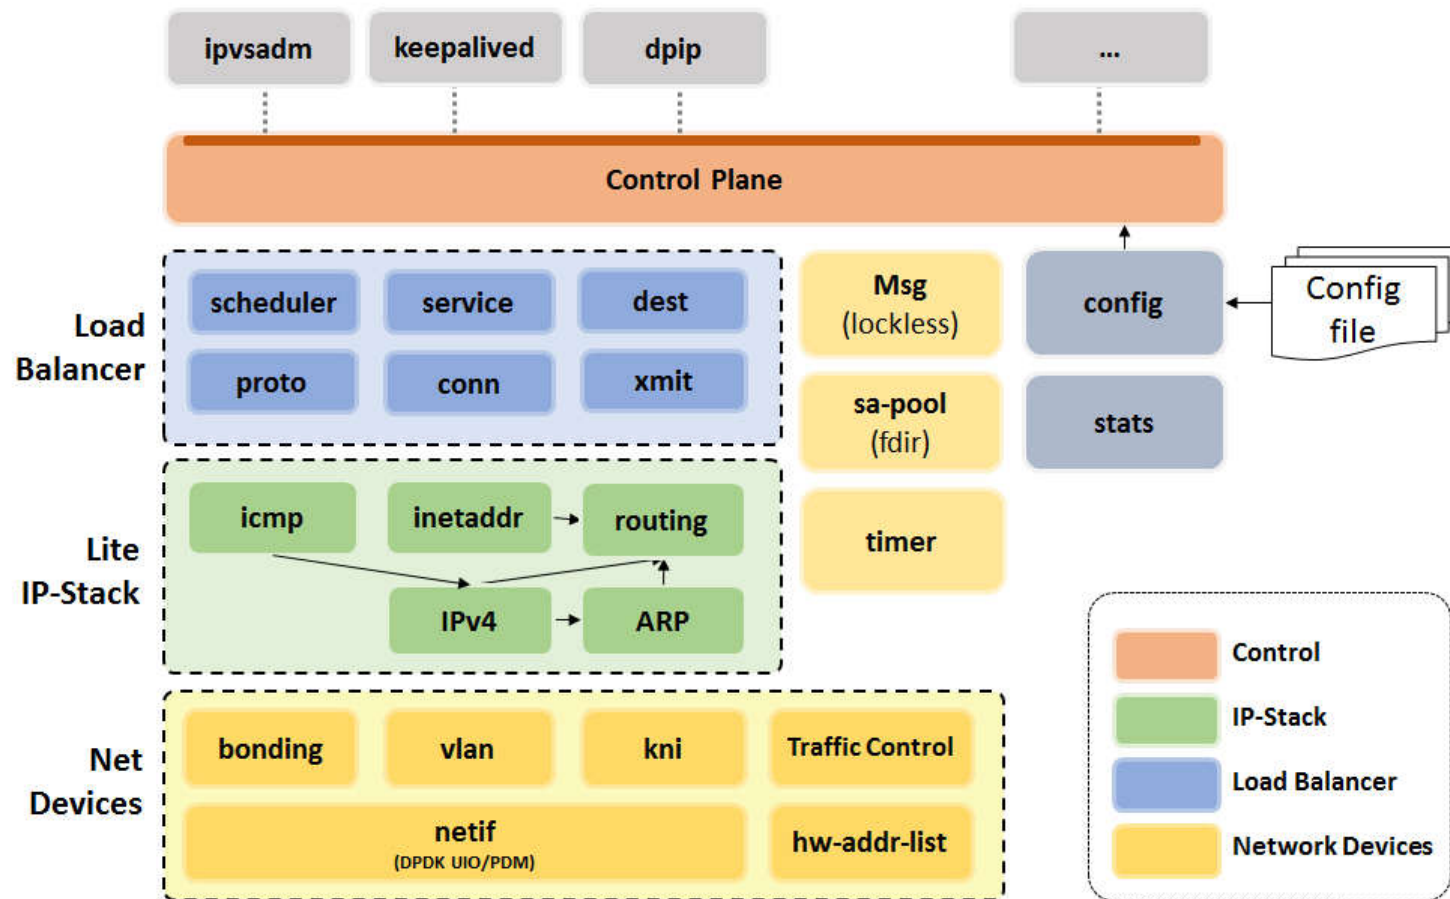 ipvsadm
keepalived
dpip
...
Control Plane
Load
Balancer
scheduler
service
dest
proto
conn
xmit
Msg
(lockless)
config
Config
file
sa-pool
(fdir)
stats
timer
Lite
IP-Stack
icmp
inetaddr
routing
IPv4
ARP
Net
Devices
bonding
vlan
kni
Traffic Control
netif
(DPDK UIO/PDM)
hw-addr-list
Control
IP-Stack
Load Balancer
Network Devices